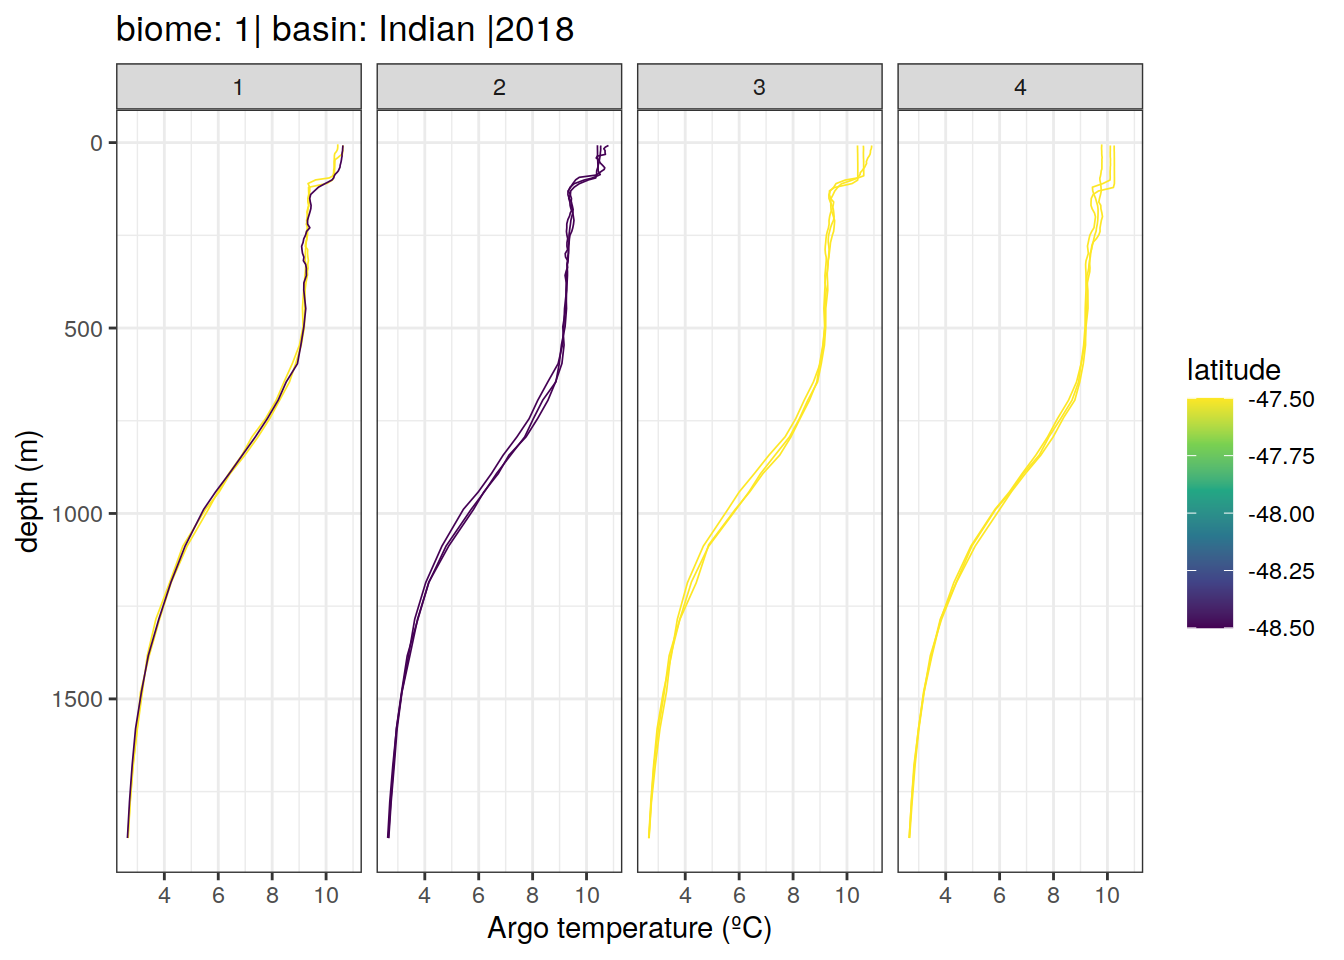 biome: 1| basin: Indian |2018
1 2 3 4
0
500
1000
1500
depth (m)
4 6 8 10 4 6 8 10 4 6 8 10 4 6 8 10
Argo temperature (ºC)
latitude
-47.50
-47.75
-48.00
-48.25
-48.50